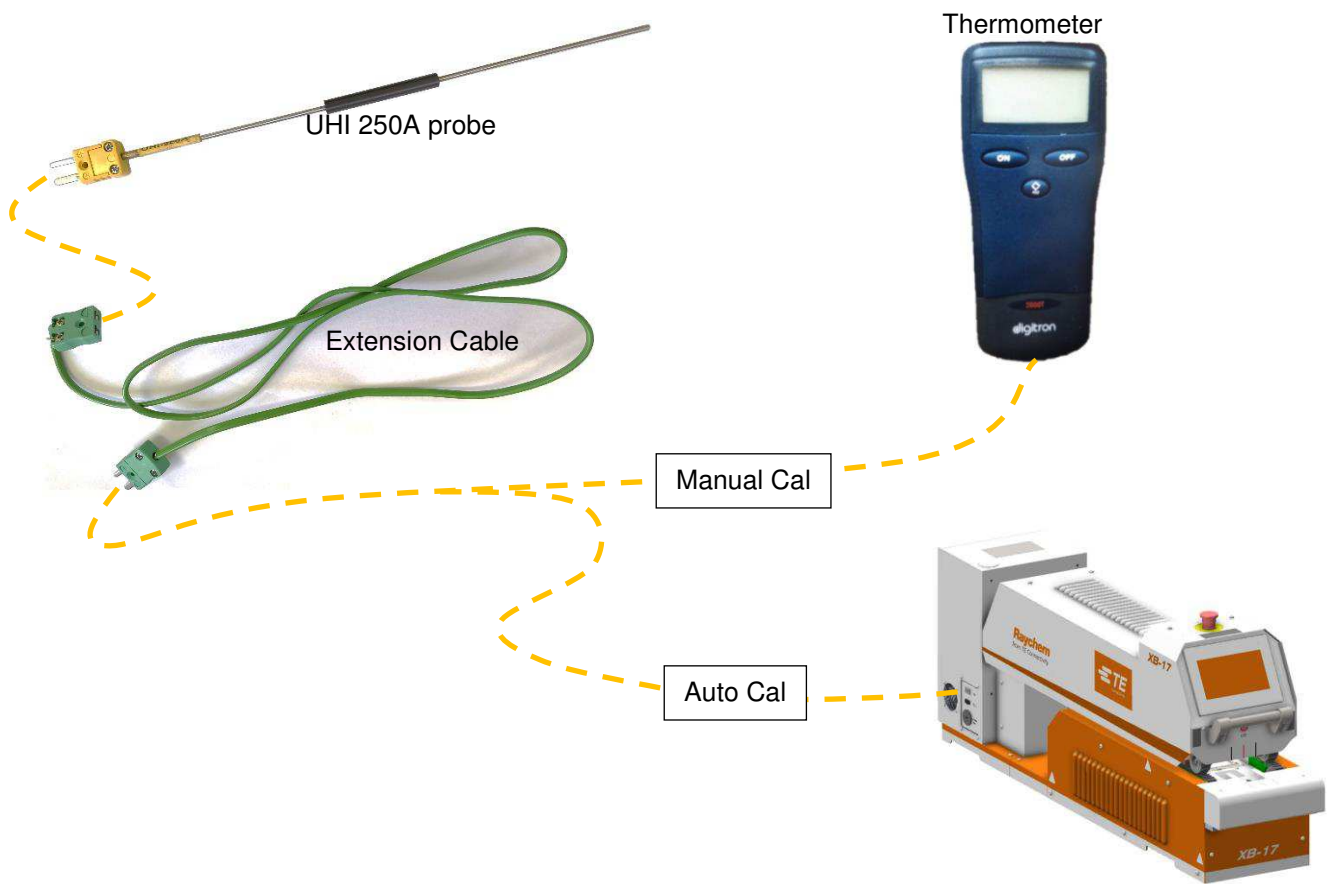 Thermometer
UHI 250A probe
ON
OFF
digitron
Extension Cable
Manual Cal
Auto Cal
Raychem
TE
XB-17
XB-17